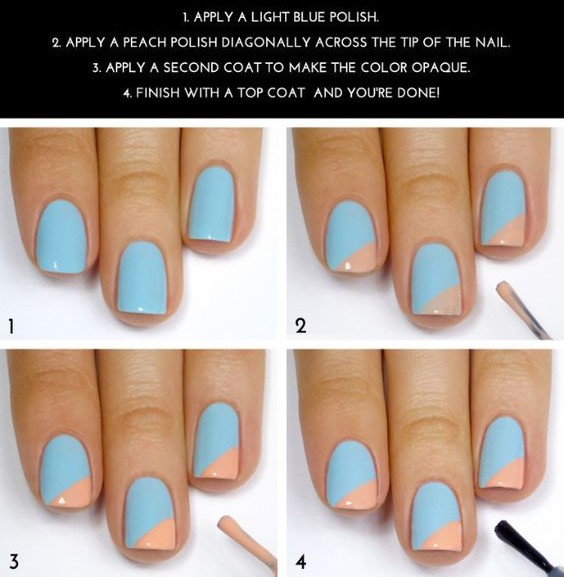 1. APPLY A LIGHT BLUE POLISH.
2. APPLY A PEACH POLISH DIAGONALLY ACROSS THE TIP OF THE NAIL.
3. APPLY A SECOND COAT TO MAKE THE COLOR OPAQUE.
4. FINISH WITH A TOP COAT AND YOU'RE DONE!
1
2
3
4